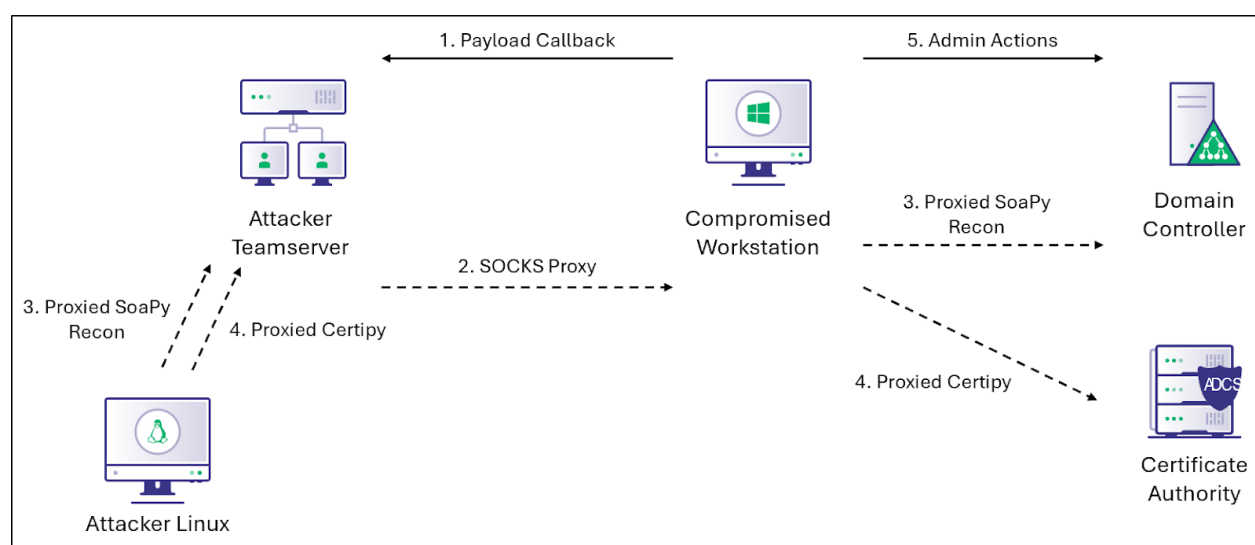 1. Payload Callback
5. Admin Actions
Attacker
Teamserver
Compromised
Workstation
3. Proxied SoaPy
Recon
Domain
Controller
2. SOCKS Proxy
3. Proxied SoaPy
Recon
4. Proxied Certipy
4. Proxied Certipy
ADCS
Attacker Linux
Certificate
Authority